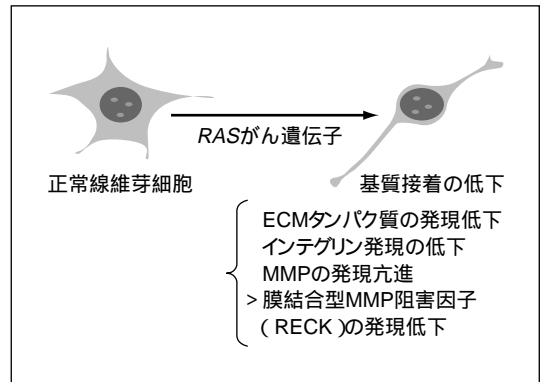 RASがん遺伝子
正常線維芽細胞
基質接着の低下
ECMタンパク質の発現低下
インテグリン発現の低下
MMPの発現亢進
>膜結合型MMP阻害因子
(RECK)の発現低下